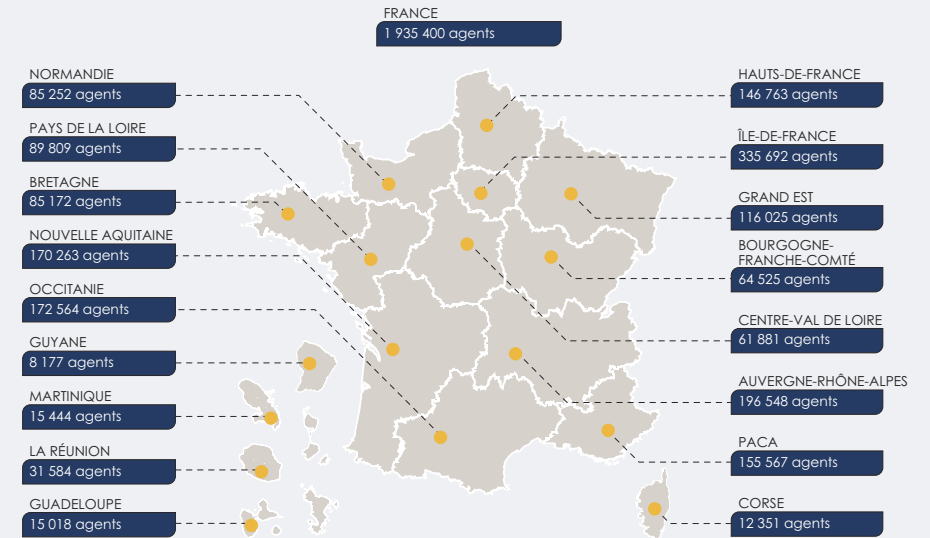 FRANCE
1 935 400 agents
NORMANDIE
85 252 agents
PAYS DE LA LOIRE
89 809 agents
BRETAGNE
85 172 agents
NOUVELLE AQUITAINE
170 263 agents
OCCITANIE
172 564 agents
GUYANE
8 177 agents
MARTINIQUE
15 444 agents
LA RÉUNION
31 584 agents
GUADELOUPE
15 018 agents
HAUTS-DE-FRANCE
146 763 agents
ÎLE-DE-FRANCE
335 692 agents
GRAND EST
116 025 agents
BOURGOGNE-
FRANCHE-COMTÉ
64 525 agents
CENTRE-VAL DE LOIRE
61 881 agents
AUVERGNE-RHÔNE-ALPES
196 548 agents
PACA
155 567 agents
CORSE
12 351 agents